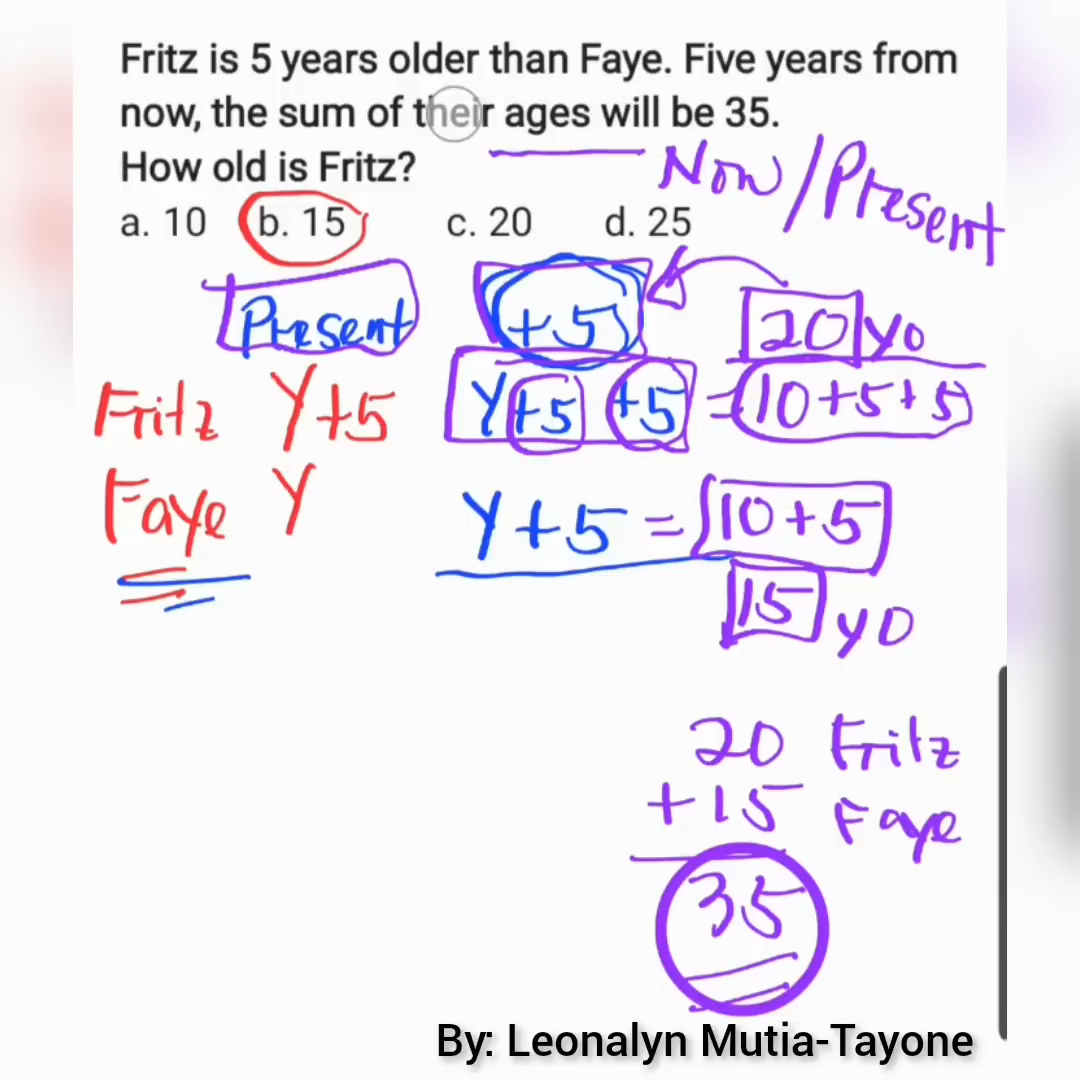 Fritz is 5 years older than Faye. Five years from
now, the sum of their ages will be 35.
How old is Fritz?
Now/Present
a. 10 b. 15 c. 20 d. 25
Present +5 20 yo
Fritz Y+5 Y+5 +5 = 10+5+5
Faye Y Y+5 = 10+5
15 yo
20 Fritz
+15 Faye
35
By: Leonalyn Mutia-Tayone